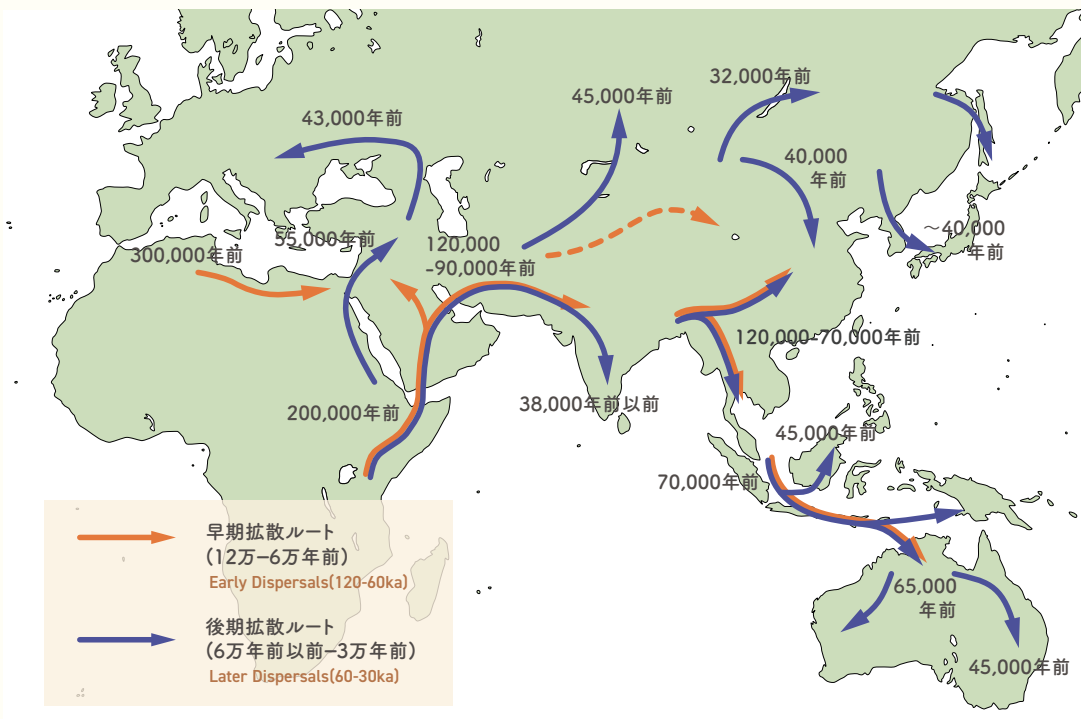 32,000年前
45,000年前
43,000年前
40,000
年前
~40,000
年前
55,000年前
120,000
-90,000年前
300,000年前
120,000-70,000年前
200,000年前
38,000年前以前
45,000年前
70,000年前
65,000
年前
45,000年前
早期拡散ルート
(12万–6万年前)
Early Dispersals(120-60ka)
後期拡散ルート
(6万年前以前–3万年前)
Later Dispersals(60-30ka)